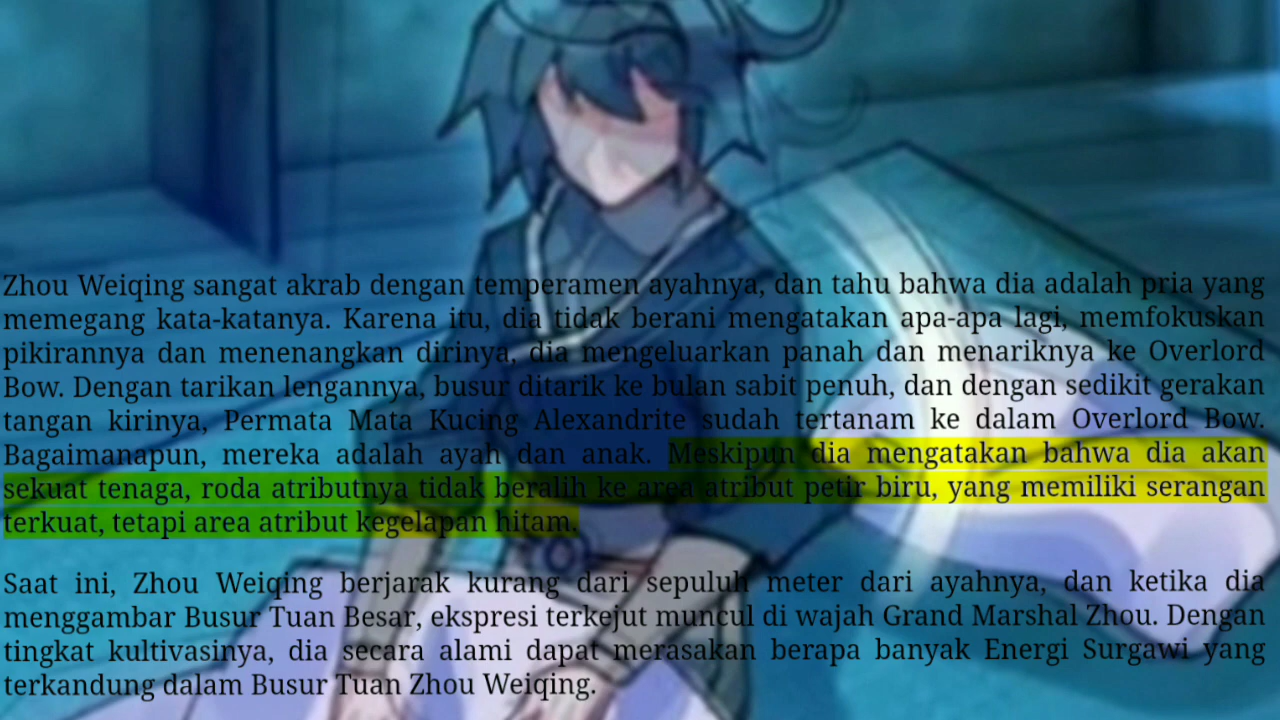 Zhou Weiqing sangat akrab dengan temperamen ayahnya, dan tahu bahwa dia adalah pria yang
memegang kata-katanya. Karena itu, dia tidak berani mengatakan apa-apa lagi, memfokuskan
pikirannya dan menenangkan dirinya, dia mengeluarkan panah dan menariknya ke Overlord
Bow. Dengan tarikan lengannya, busur ditarik ke bulan sabit penuh, dan dengan sedikit gerakan
tangan kirinya, Permata Mata Kucing Alexandrite sudah tertanam ke dalam Overlord Bow.
Bagaimanapun, mereka adalah ayah dan anak. Meskipun dia mengatakan bahwa dia akan
sekuat tenaga, roda atributnya tidak beralih ke area atribut petir biru, yang memiliki serangan
terkuat, tetapi area atribut kegelapan hitam.
Saat ini, Zhou Weiqing berjarak kurang dari sepuluh meter dari ayahnya, dan ketika dia
menggambar Busur Tuan Besar, ekspresi terkejut muncul di wajah Grand Marshal Zhou. Dengan
tingkat kultivasinya, dia secara alami dapat merasakan berapa banyak Energi Surgawi yang
terkandung dalam Busur Tuan Zhou Weiqing.